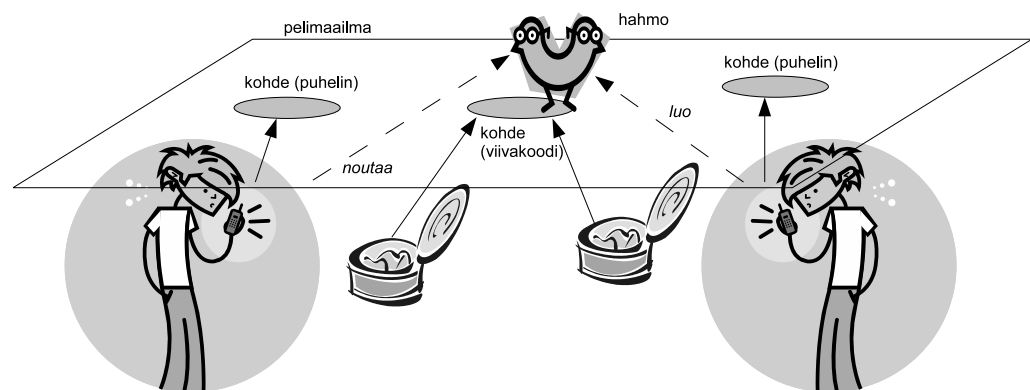 pelimaailma
hahmo
kohde (puhelin)
kohde (puhelin)
luo
kohde
(viivakoodi)
noutaa